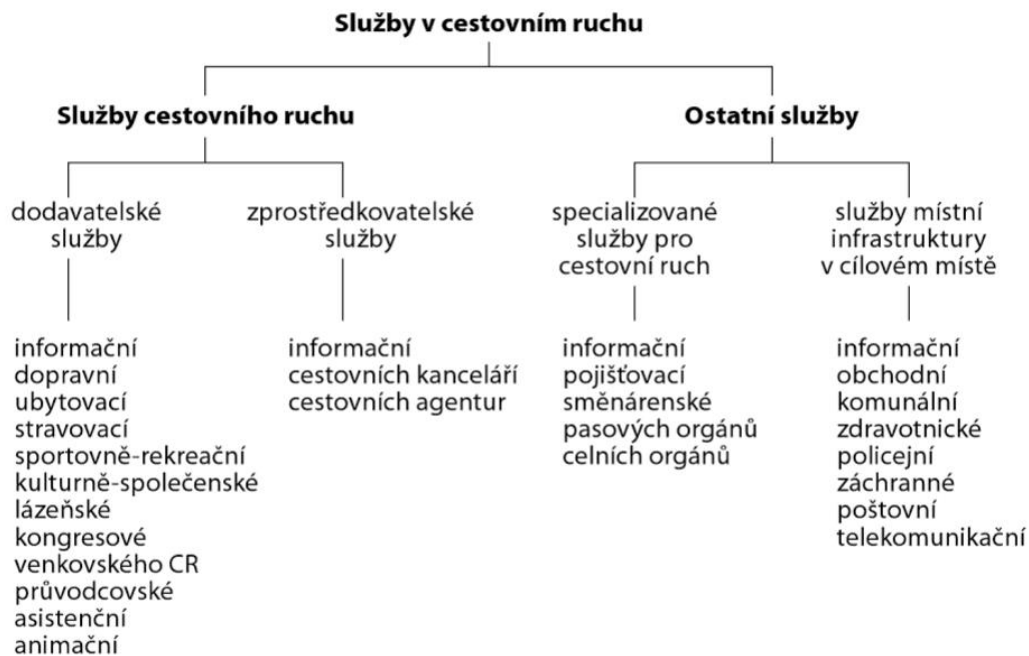 Služby v cestovním ruchu
Služby cestovního ruchu
Ostatní služby
dodavatelské
služby
zprostředkovatelské
služby
specializované
služby pro
cestovní ruch
služby místní
infrastruktury
v cílovém místě
informační
dopravní
ubytovací
stravovací
sportovně-rekreační
kulturně-společenské
lázeňské
kongresové
venkovského CR
průvodcovské
asistenční
animační
informační
cestovních kanceláří
cestovních agentur
informační
pojišťovací
směnárenské
pasových orgánů
celních orgánů
informační
obchodní
komunální
zdravotnické
policejní
záchranné
poštovní
telekomunikační